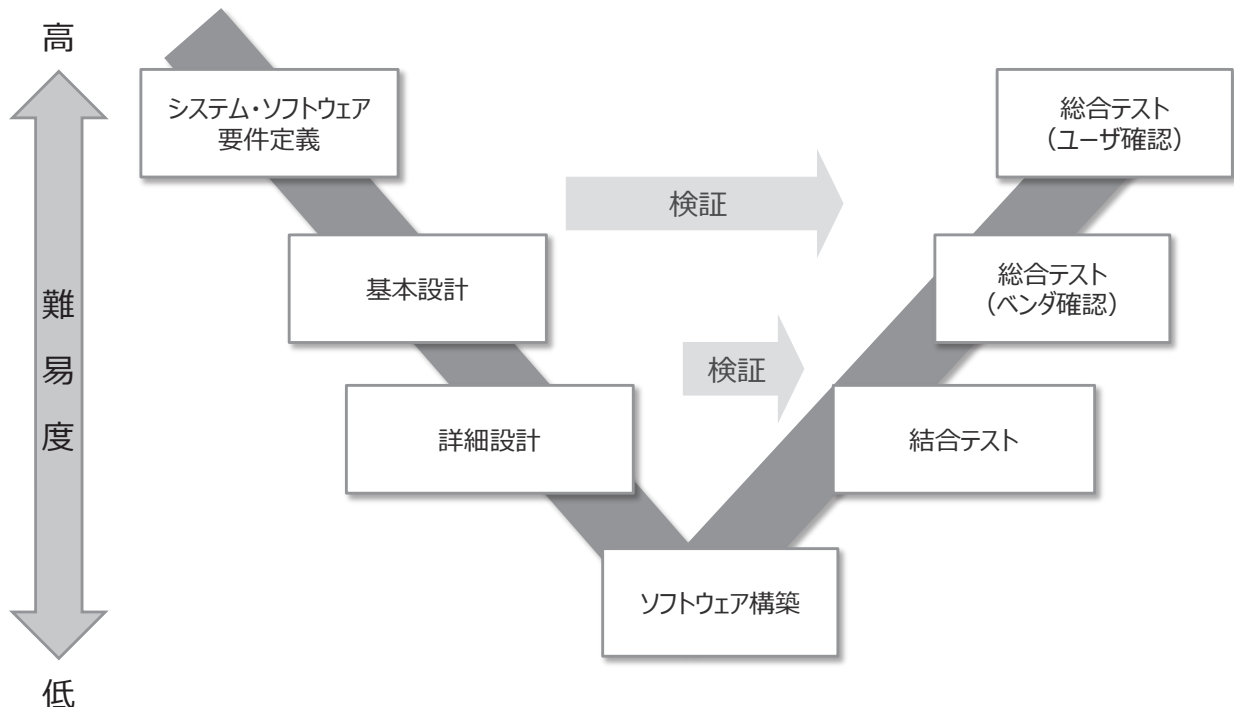 高
難
易
度
低
システム・ソフトウェア
要件定義
基本設計
詳細設計
ソフトウェア構築
検証
検証
総合テスト
（ユーザ確認）
総合テスト
（ベンダ確認）
結合テスト